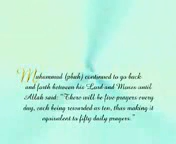 Muhammad (pbuh) continued to go back
and forth between his Lord and Moses until
Allah said: "There will be five prayers every
day, each being rewarded as ten, thus making it
equivalent to fifty daily prayers."